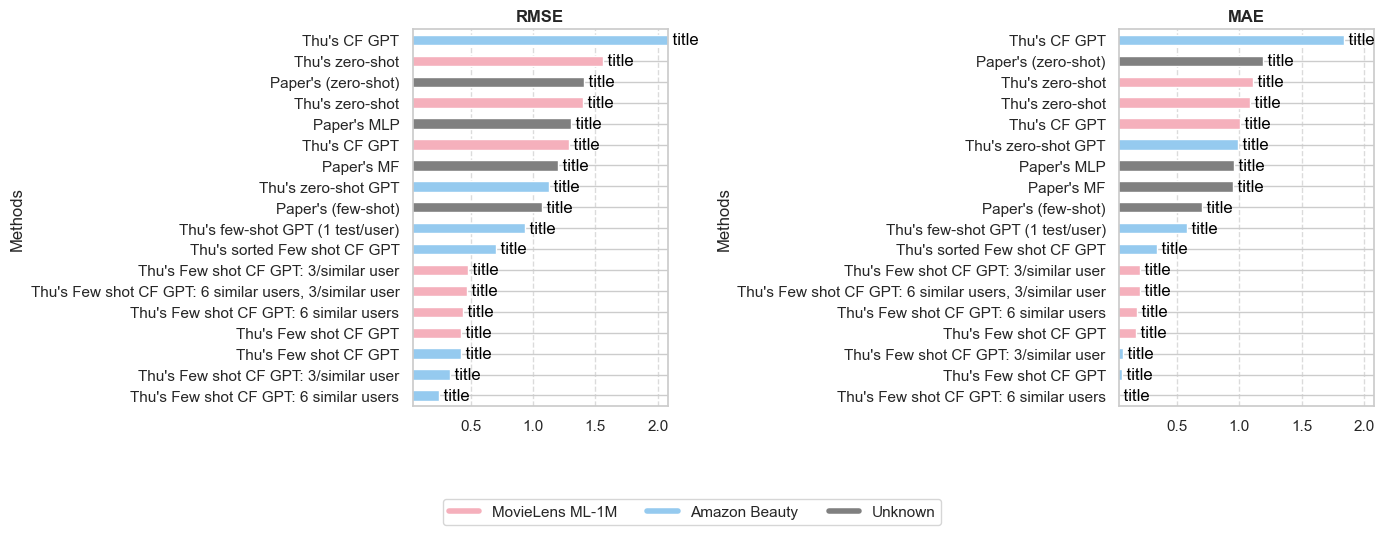 RMSE
Methods
Thu's CF GPT title
Thu's zero-shot title
Paper's (zero-shot) title
Thu's zero-shot title
Paper's MLP title
Thu's CF GPT title
Paper's MF title
Thu's zero-shot GPT title
Paper's (few-shot) title
Thu's few-shot GPT (1 test/user) title
Thu's sorted Few shot CF GPT title
Thu's Few shot CF GPT: 3/similar user title
Thu's Few shot CF GPT: 6 similar users, 3/similar user title
Thu's Few shot CF GPT: 6 similar users title
Thu's Few shot CF GPT title
Thu's Few shot CF GPT title
Thu's Few shot CF GPT: 3/similar user title
Thu's Few shot CF GPT: 6 similar users title
0.5 1.0 1.5 2.0
MAE
Methods
Thu's CF GPT title
Paper's (zero-shot) title
Thu's zero-shot title
Thu's zero-shot title
Thu's CF GPT title
Thu's zero-shot GPT title
Paper's MLP title
Paper's MF title
Paper's (few-shot) title
Thu's few-shot GPT (1 test/user) title
Thu's sorted Few shot CF GPT title
Thu's Few shot CF GPT: 3/similar user title
Thu's Few shot CF GPT: 6 similar users, 3/similar user title
Thu's Few shot CF GPT: 6 similar users title
Thu's Few shot CF GPT title
Thu's Few shot CF GPT: 3/similar user title
Thu's Few shot CF GPT title
Thu's Few shot CF GPT: 6 similar users title
0.5 1.0 1.5 2.0
MovieLens ML-1M Amazon Beauty Unknown